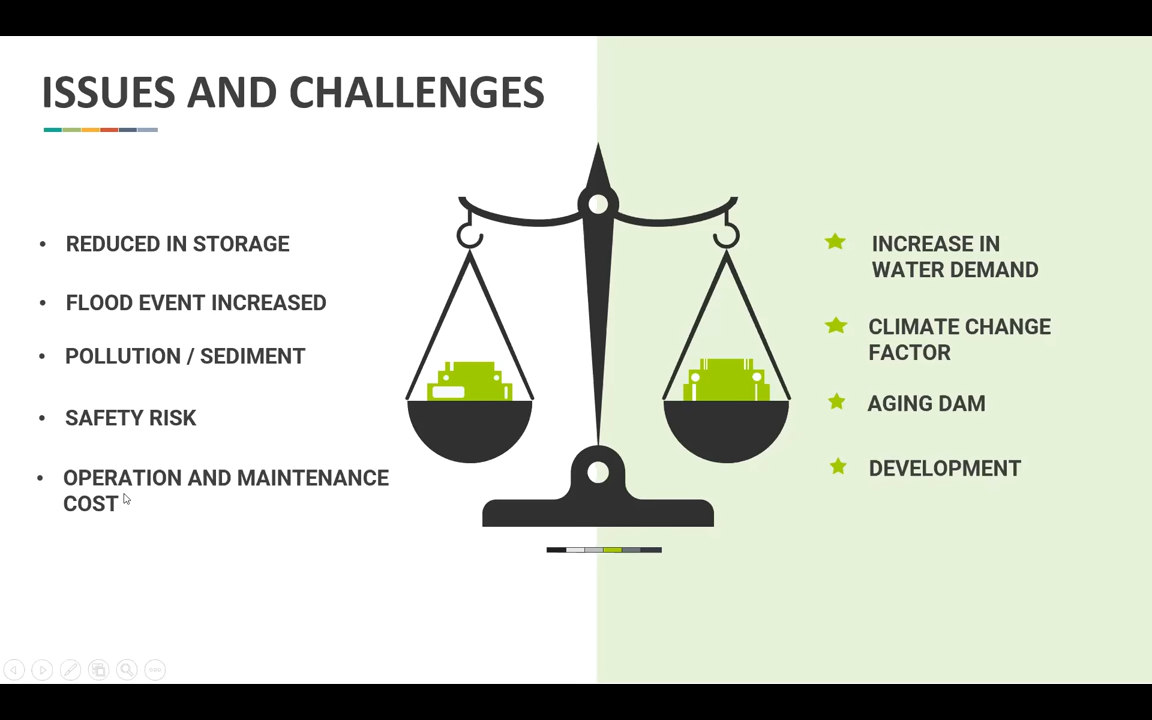 ISSUES AND CHALLENGES
• REDUCED IN STORAGE
• FLOOD EVENT INCREASED
• POLLUTION / SEDIMENT
• SAFETY RISK
• OPERATION AND MAINTENANCE
COST
INCREASE IN
WATER DEMAND
CLIMATE CHANGE
FACTOR
AGING DAM
DEVELOPMENT